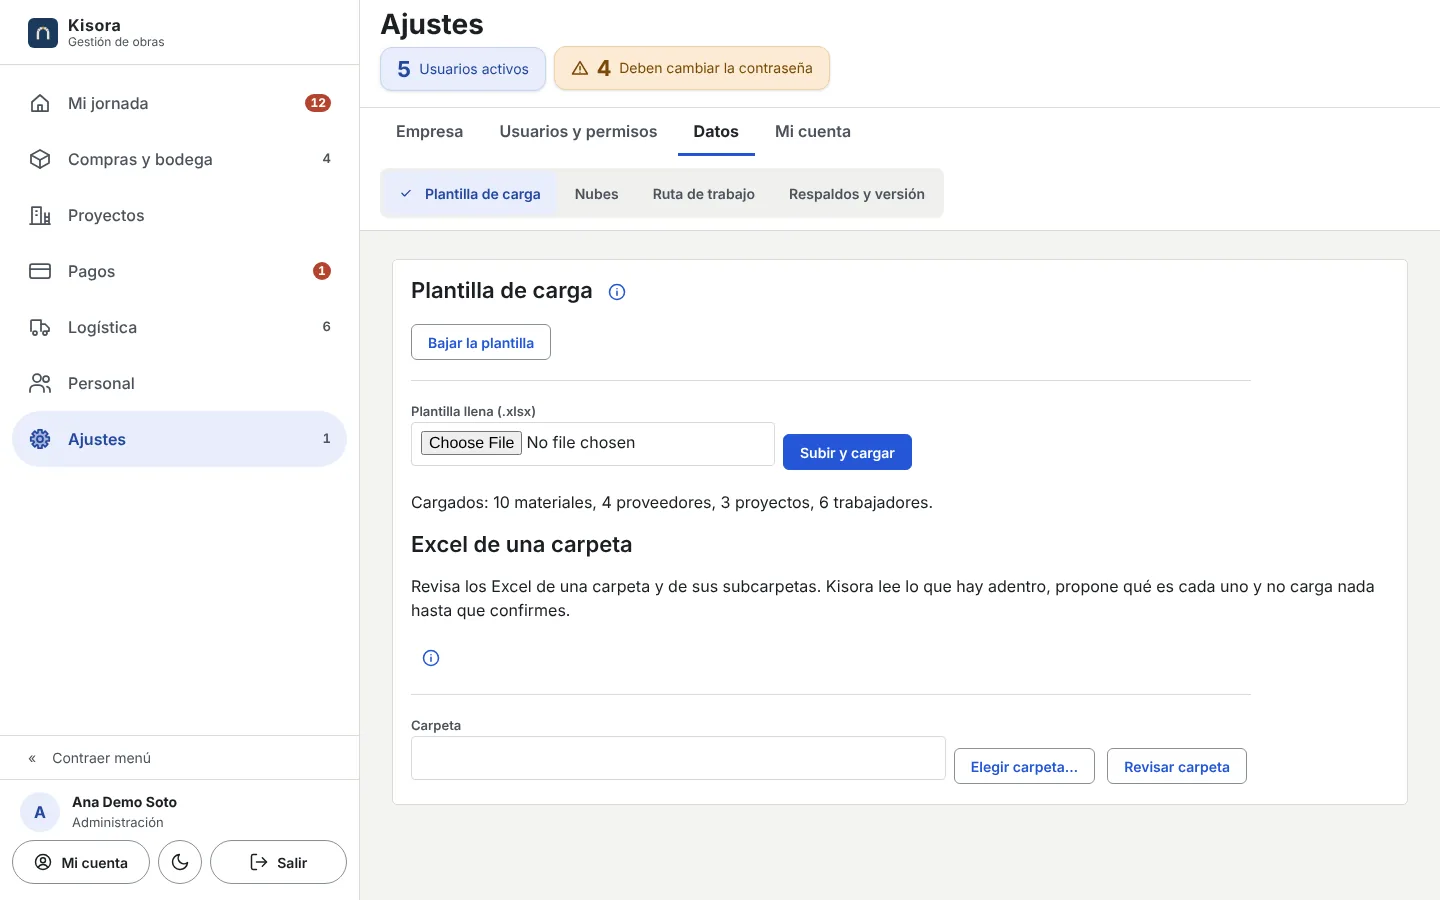 Kisora
Gestión de obras
Mi jornada 12
Compras y bodega 4
Proyectos
Pagos 1
Logística 6
Personal
Ajustes 1
« Contraer menú
A
Ana Demo Soto
Administración
Mi cuenta
Salir
Ajustes
5 Usuarios activos
4 Deben cambiar la contraseña
Empresa Usuarios y permisos Datos Mi cuenta
Plantilla de carga Nubes Ruta de trabajo Respaldos y versión
Plantilla de carga
Bajar la plantilla
Plantilla llena (.xlsx)
Choose File No file chosen
Subir y cargar
Cargados: 10 materiales, 4 proveedores, 3 proyectos, 6 trabajadores.
Excel de una carpeta
Revisa los Excel de una carpeta y de sus subcarpetas. Kisora lee lo que hay adentro, propone qué es cada uno y no carga nada
hasta que confirmes.
Carpeta
Elegir carpeta...
Revisar carpeta